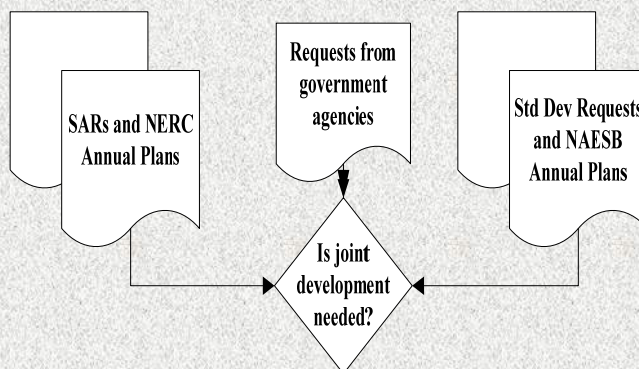 SARs and NERC
Annual Plans
Requests from
government
agencies
Std Dev Requests
and NAESB
Annual Plans
Is joint
development
needed?